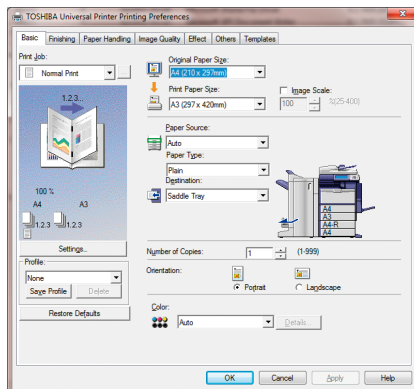 TOSHIBA Universal Printer Printing Preferences
Basic Finishing Paper Handling Image Quality Effect Others Templates
Print Job:
Normal Print
1.2.3...
100 %
A4 A3
1.2.3 1.2.3
Settings..
Profile:
None
Save Profile Delete
Restore Defaults
Original Paper Size:
A4 (210 x 297mm)
Print Paper Size:
Image Scale:
A3 (297 x 420mm)
100 %(25-400)
Paper Source:
Auto
Paper Type:
Plain
Destination:
Saddle Tray
A4
A3
A4-R
A4
Number of Copies: 1 (1-999)
Orientation:
Portrait Landscape
Color:
Auto Details...
OK Cancel Apply Help